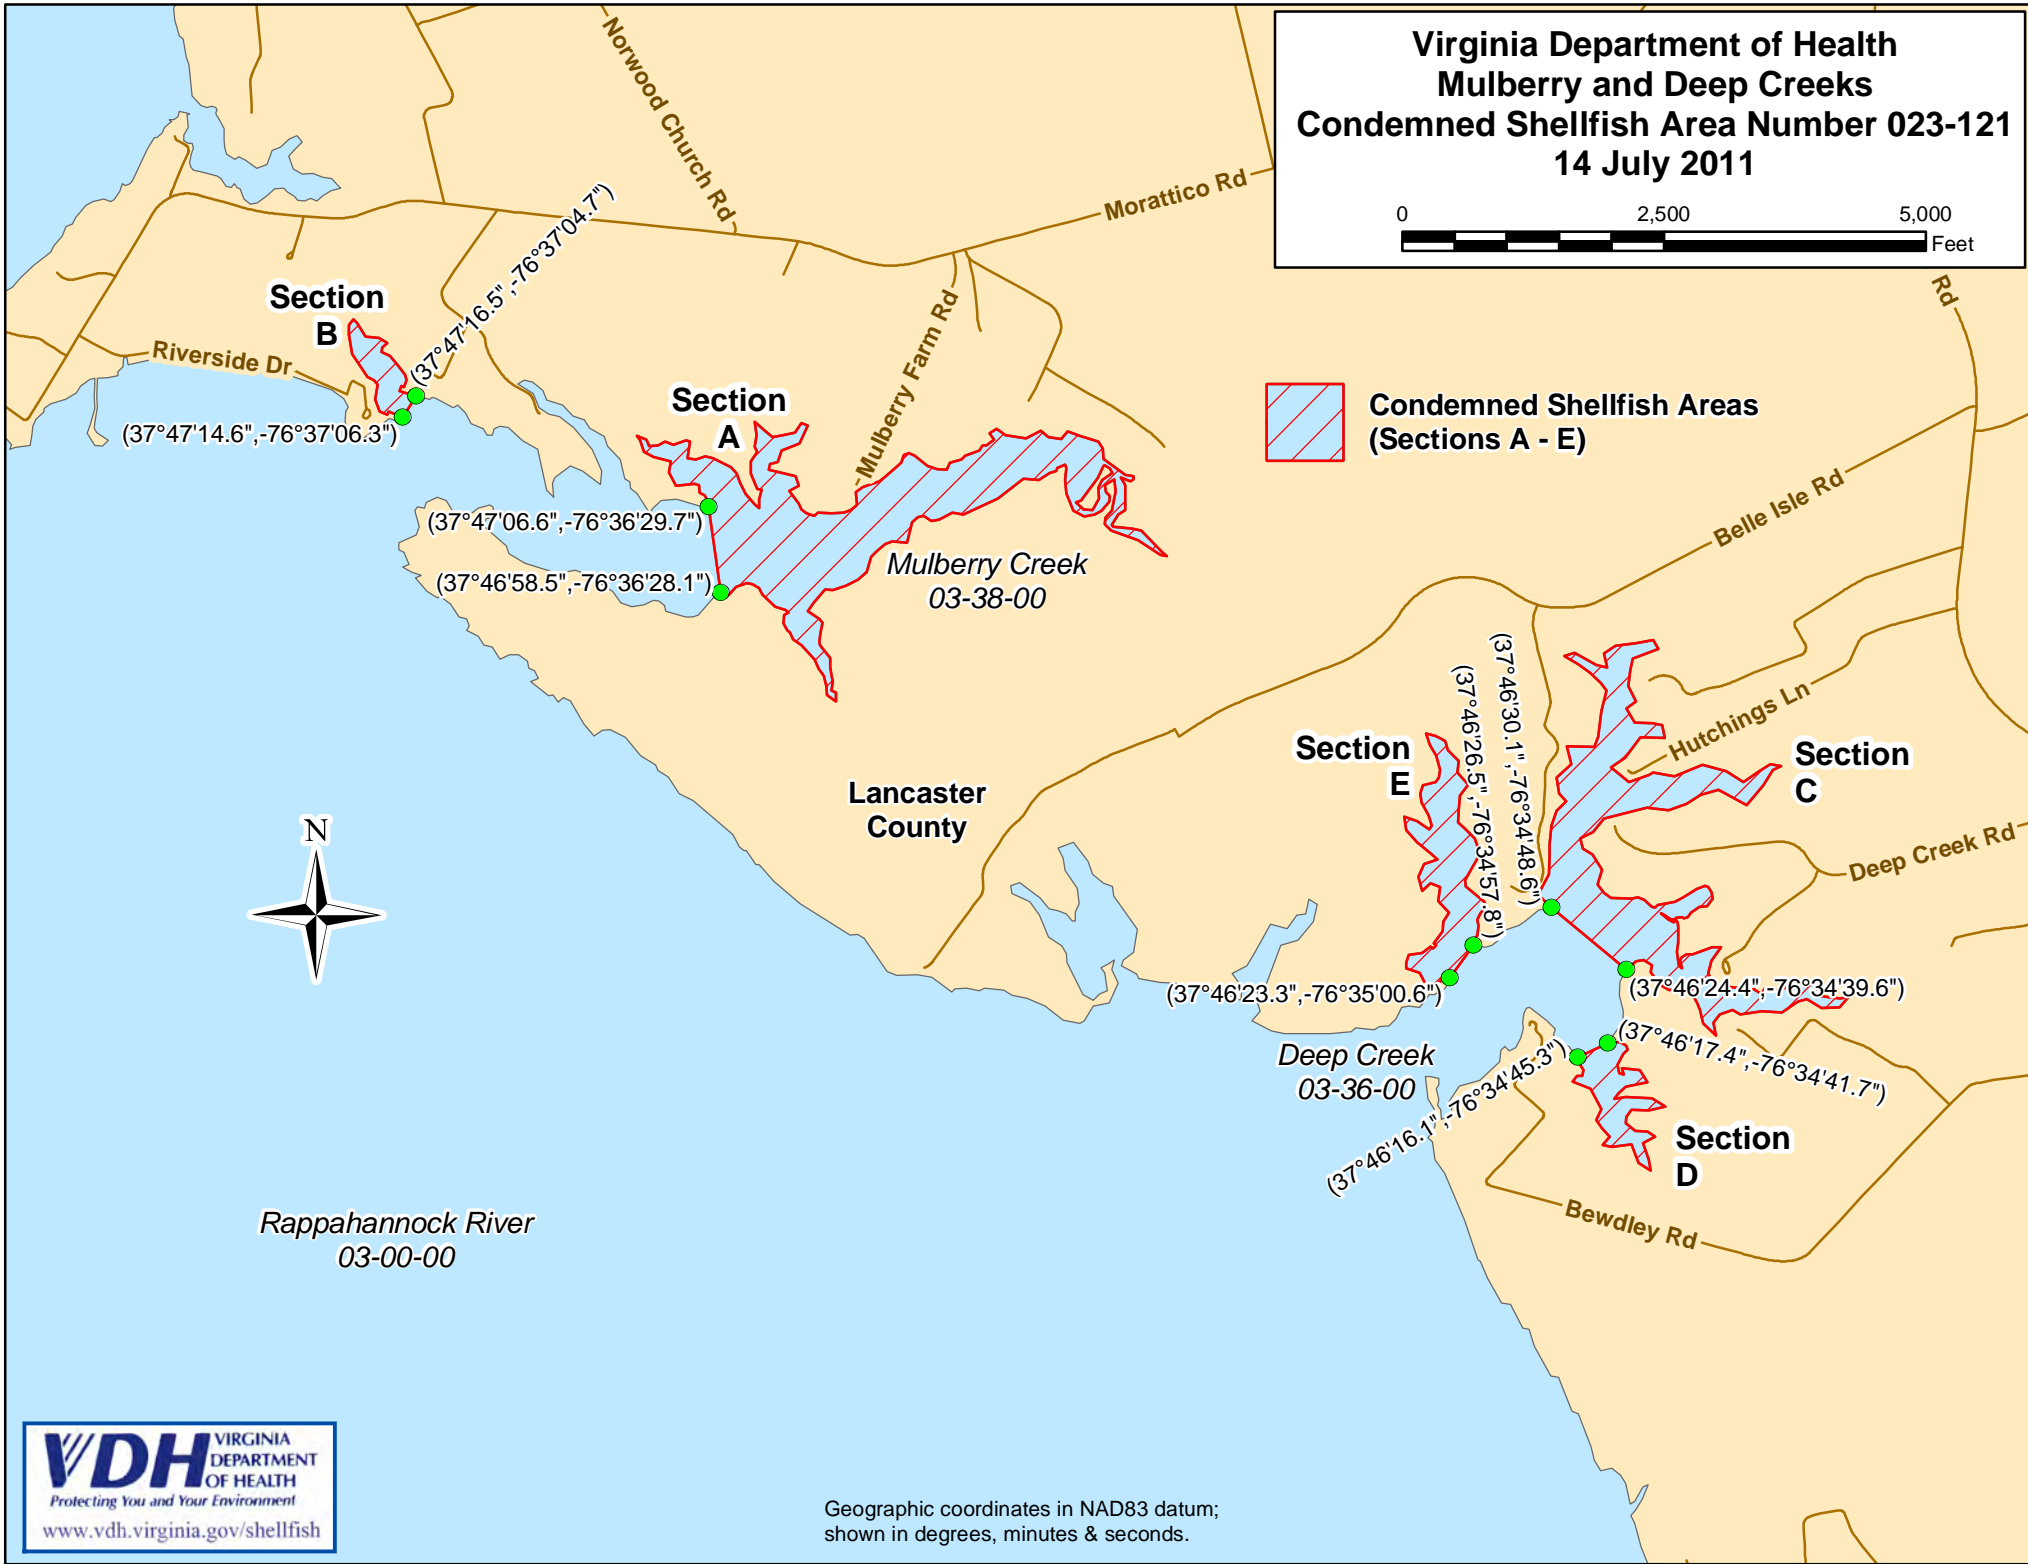 Virginia Department of Health
Mulberry and Deep Creeks
Condemned Shellfish Area Number 023-121
14 July 2011
0 2,500 5,000
Feet
Norwood Church Rd
Morattico Rd
(37°47'16.5",-76°37'04.7")
Section
B
Riverside Dr
(37°47'14.6",-76°37'06.3")
Mulberry Farm Rd
Rd
Section
A
Condemned Shellfish Areas
(Sections A - E)
(37°47'06.6",-76°36'29.7")
(37°46'58.5",-76°36'28.1")
Mulberry Creek
03-38-00
Belle Isle Rd
(37°46'30.1",-76°34'48.6")
(37°46'26.5",-76°34'57.8")
Hutchings Ln
Section
E
Section
C
Lancaster
County
N
Deep Creek Rd
(37°46'23.3",-76°35'00.6")
(37°46'24.4",-76°34'39.6")
(37°46'17.4",-76°34'41.7")
Deep Creek
03-36-00
(37°46'16.1",-76°34'45.3")
Section
D
Bewdley Rd
Rappahannock River
03-00-00
VDH VIRGINIA
DEPARTMENT
OF HEALTH
Protecting You and Your Environment
www.vdh.virginia.gov/shellfish
Geographic coordinates in NAD83 datum;
shown in degrees, minutes & seconds.